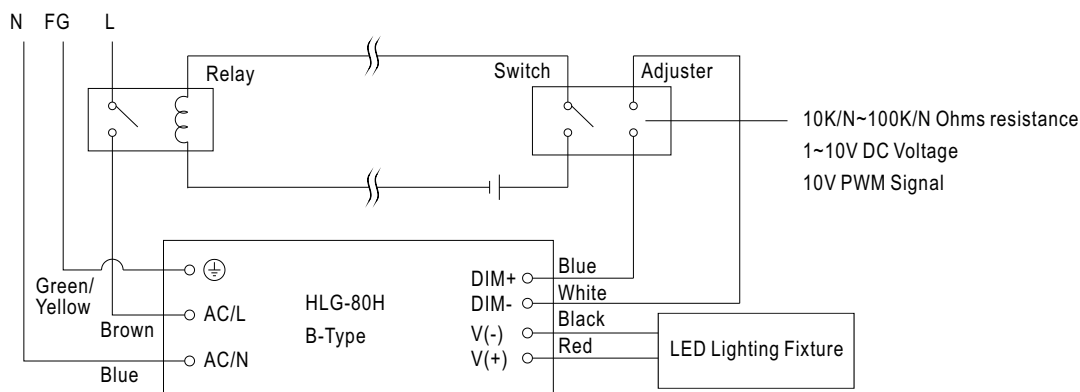 N FG L
Relay
Switch
Adjuster
10K/N~100K/N Ohms resistance
1~10V DC Voltage
10V PWM Signal
Green/
Yellow
Brown
Blue
AC/L
AC/N
HLG-80H
B-Type
DIM+
DIM-
V(-)
V(+)
Blue
White
Black
Red
LED Lighting Fixture